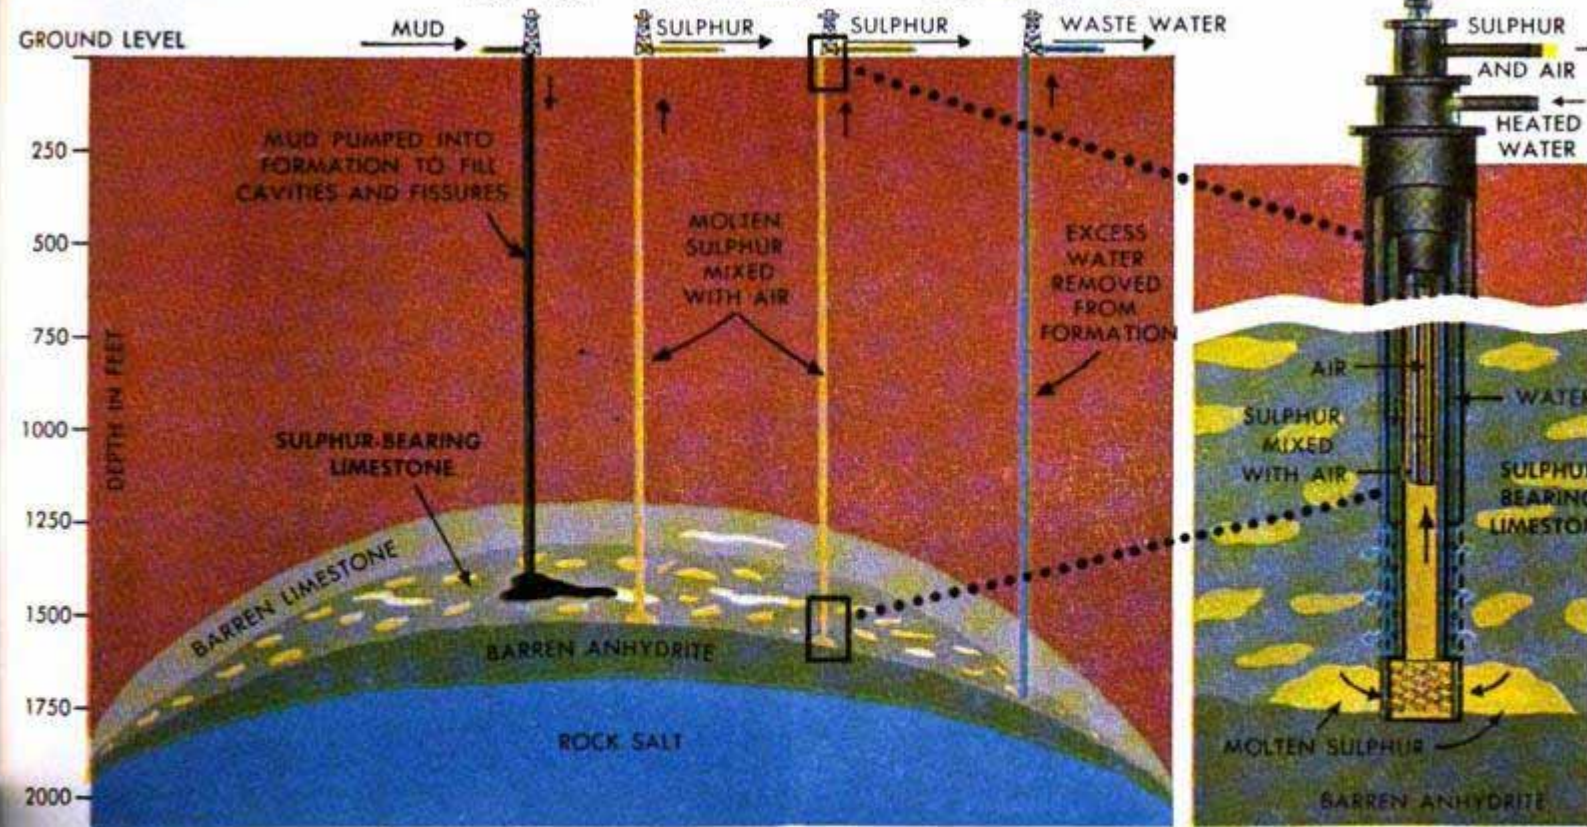 GROUND LEVEL
MUD
SULPHUR
SULPHUR
WASTE WATER
250
500
750
1000
1250
1500
1750
2000
DEPTH IN FEET
MUD PUMPED INTO
FORMATION TO FILL
CAVITIES AND FISSURES
MOLTEN
SULPHUR
MIXED
WITH AIR
EXCESS
WATER
REMOVED
FROM
FORMATION
SULPHUR-BEARING
LIMESTONE
BARREN LIMESTONE
BARREN ANHYDRITE
ROCK SALT
SULPHUR
AND AIR
HEATED
WATER
AIR
WATER
SULPHUR
MIXED
WITH AIR
BEARING
MOLTEN SULPHUR
BARREN ANHYDRITE